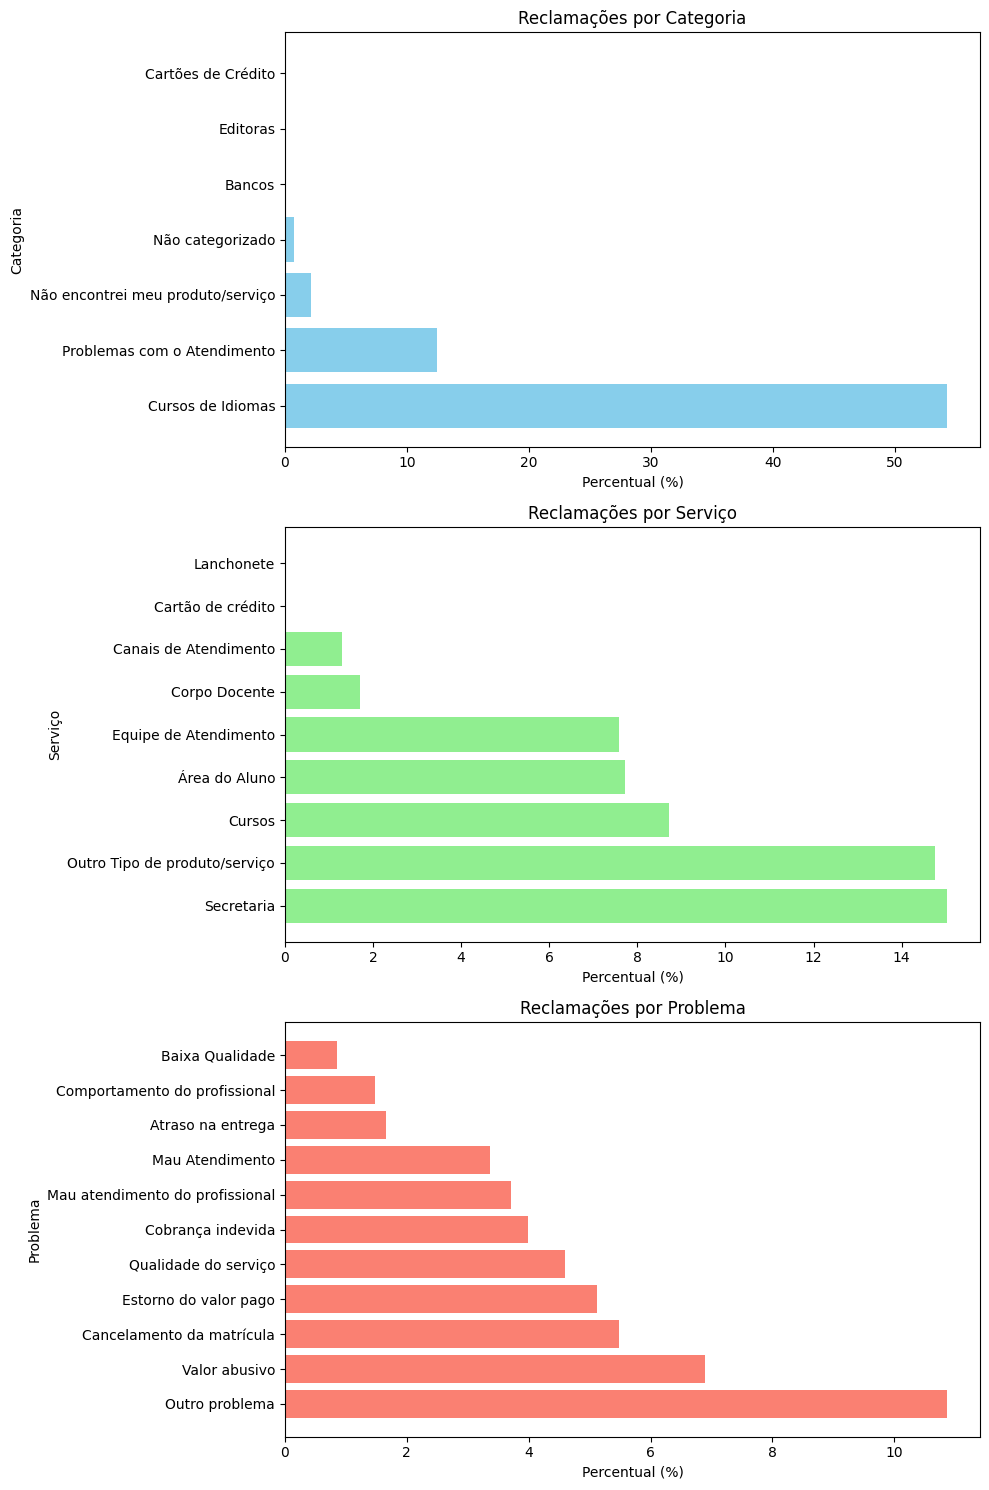 Reclamações por Categoria
Categoria
Cartões de Crédito
Editoras
Bancos
Não categorizado
Não encontrei meu produto/serviço
Problemas com o Atendimento
Cursos de Idiomas
0 10 20 30 40 50
Percentual (%)
Reclamações por Serviço
Serviço
Lanchonete
Cartão de crédito
Canais de Atendimento
Corpo Docente
Equipe de Atendimento
Área do Aluno
Cursos
Outro Tipo de produto/serviço
Secretaria
0 2 4 6 8 10 12 14
Percentual (%)
Reclamações por Problema
Problema
Baixa Qualidade
Comportamento do profissional
Atraso na entrega
Mau Atendimento
Mau atendimento do profissional
Cobrança indevida
Qualidade do serviço
Estorno do valor pago
Cancelamento da matrícula
Valor abusivo
Outro problema
0 2 4 6 8 10
Percentual (%)